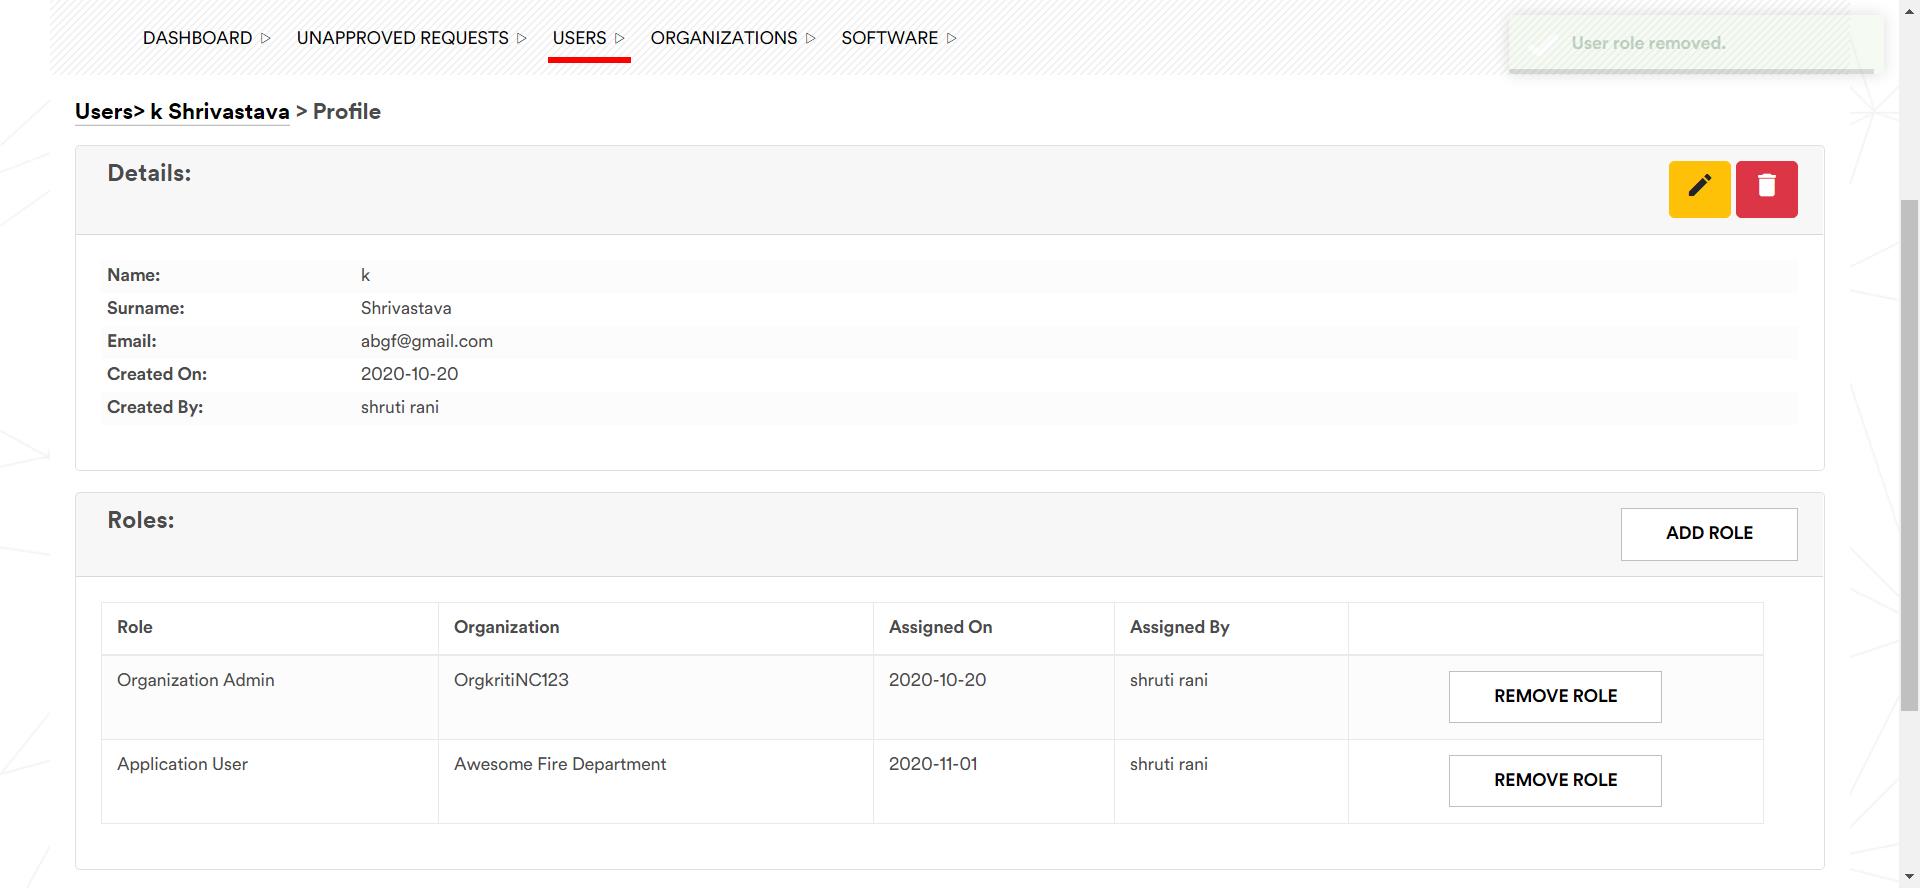 DASHBOARD UNAPPROVED REQUESTS USERS ORGANIZATIONS SOFTWARE
User role removed.
Users> k Shrivastava > Profile
Details:
Name: k
Surname: Shrivastava
Email: abgf@gmail.com
Created On: 2020-10-20
Created By: shruti rani
Roles:
ADD ROLE
Role Organization Assigned On Assigned By
Organization Admin OrgkritiNC123 2020-10-20 shruti rani REMOVE ROLE
Application User Awesome Fire Department 2020-11-01 shruti rani REMOVE ROLE